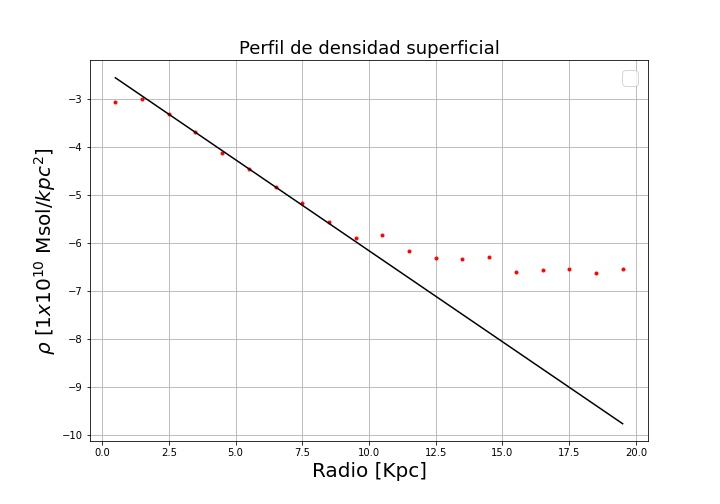 Perfil de densidad superficial
ρ [1x10¹⁰ Msol/kpc²]
−3
−4
−5
−6
−7
−8
−9
−10
0.0 2.5 5.0 7.5 10.0 12.5 15.0 17.5 20.0
Radio [Kpc]